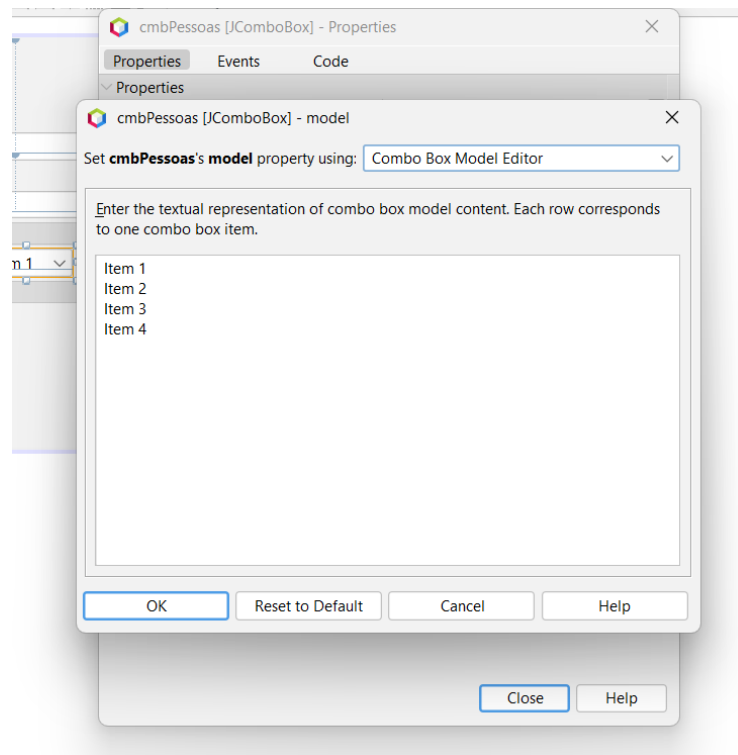 cmbPessoas [JComboBox] - Properties
Properties Events Code
Properties
cmbPessoas [JComboBox] - model
Set cmbPessoas's model property using: Combo Box Model Editor
Enter the textual representation of combo box model content. Each row corresponds
to one combo box item.
m 1
Item 1
Item 2
Item 3
Item 4
OK Reset to Default Cancel Help
Close Help